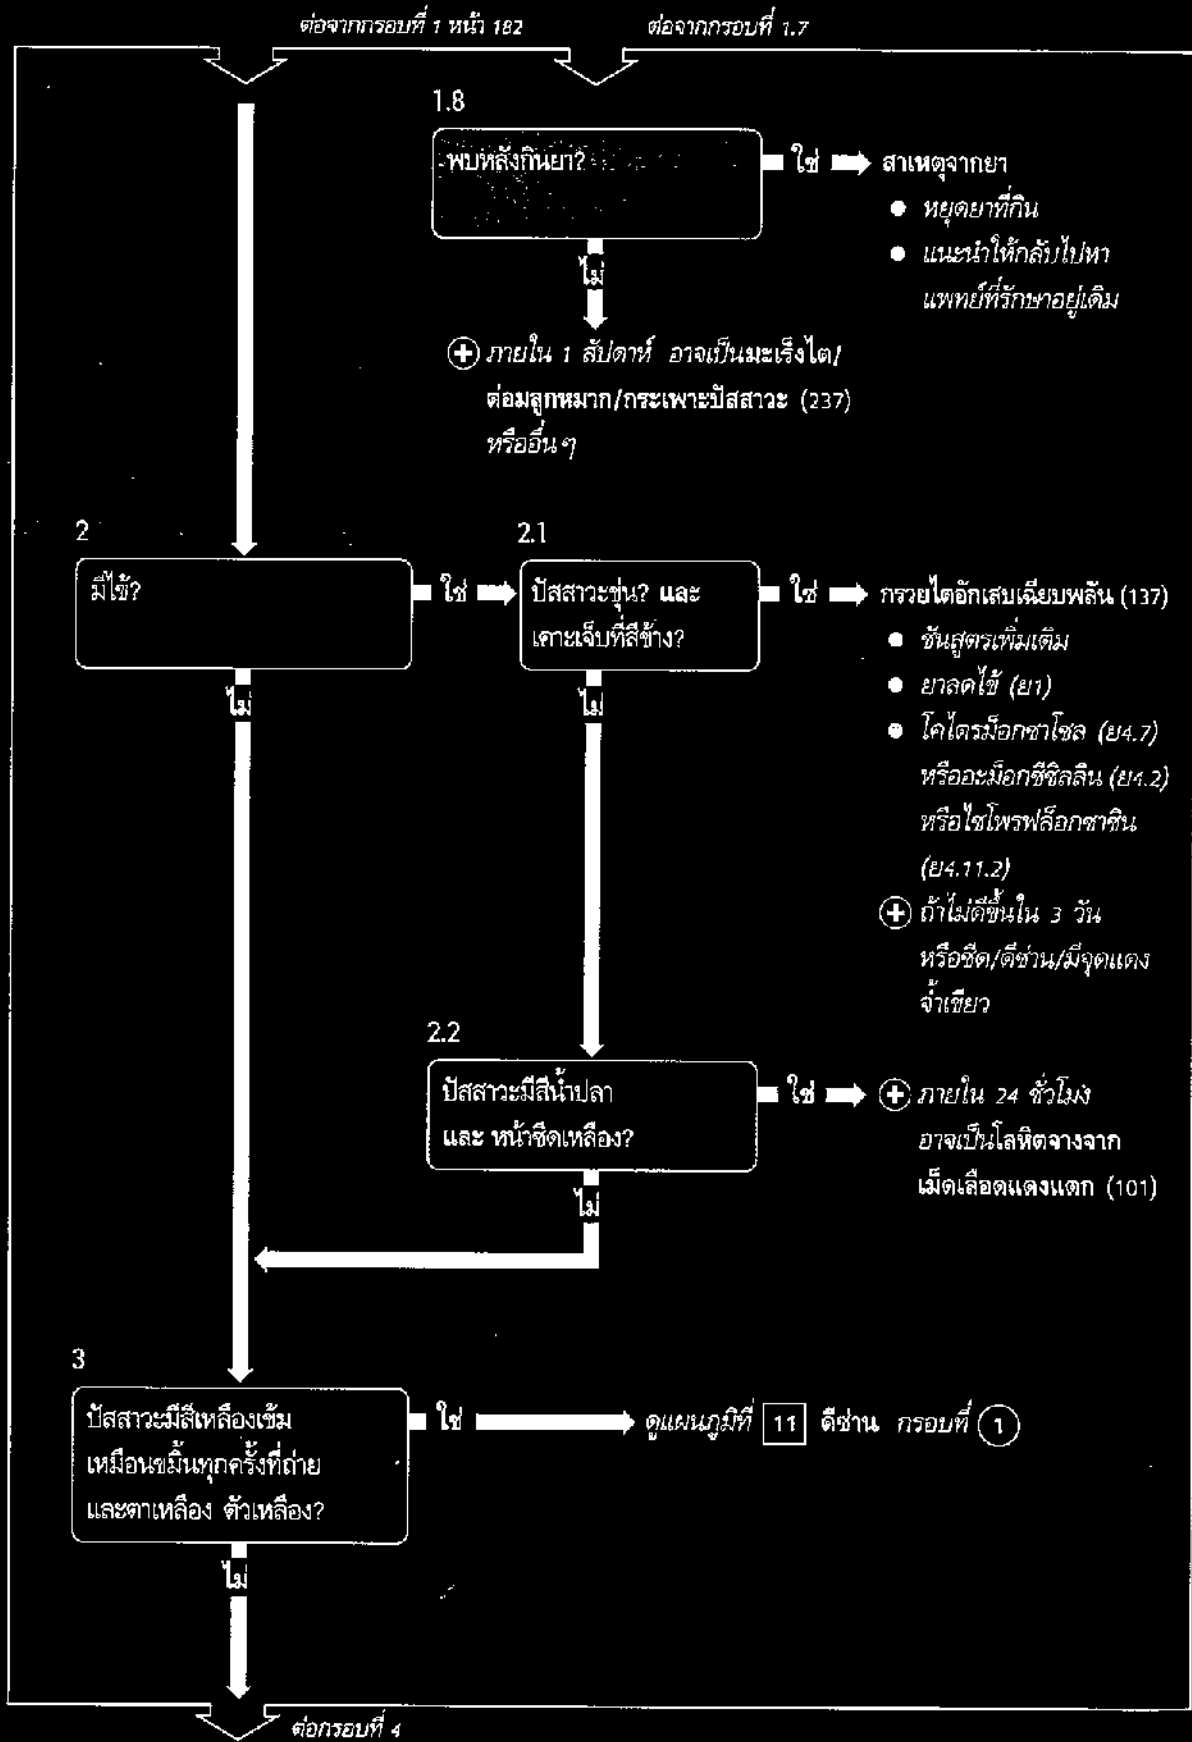 ต่อจากกรอบที่ 1 หน้า 182
ต่อจากกรอบที่ 1.7
1.8
พบหลังกินยา?
ใช่
สาเหตุจากยา
● หยุดยาที่กิน
● แนะนำให้กลับไปหา
แพทย์ที่รักษาอยู่เดิม
ไม่
ภายใน 1 สัปดาห์ อาจเป็นมะเร็งไต/
ต่อมลูกหมาก/กระเพาะปัสสาวะ (237)
หรืออื่นๆ
2
มีไข้?
ใช่
2.1
ปัสสาวะขุ่น? และ
เคาะเจ็บที่สีข้าง?
ใช่
กรวยไตอักเสบเฉียบพลัน (137)
● ชันสูตรเพิ่มเติม
● ยาลดไข้ (ย1)
● โคไตรม็อกซาโซล (ย4.7)
หรืออะม็อกซีซิลลิน (ย4.2)
หรือไซโพรฟล็อกซาซิน
(ย4.11.2)
ถ้าไม่ดีขึ้นใน 3 วัน
หรือซีด/ดีซ่าน/มีจุดแดง
จ้ำเขียว
ไม่
ไม่
2.2
ปัสสาวะมีสีน้ำปลา
และ หน้าซีดเหลือง?
ใช่
ภายใน 24 ชั่วโมง
อาจเป็นโลหิตจางจาก
เม็ดเลือดแดงแตก (101)
ไม่
3
ปัสสาวะมีสีเหลืองเข้ม
เหมือนขมิ้นทุกครั้งที่ถ่าย
และตาเหลือง ตัวเหลือง?
ใช่
ดูแผนภูมิที่ 11 ดีซ่าน กรอบที่ 1
ไม่
ต่อกรอบที่ 4